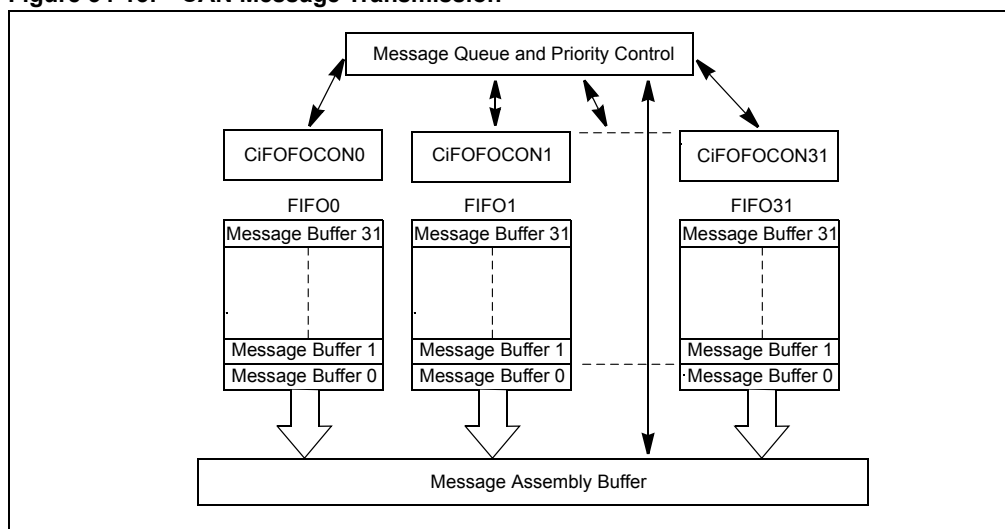 Figure CAN Message Transmission
Message Queue and Priority Control
CiFOFOCON0
CiFOFOCON1
CiFOFOCON31
FIFO0
FIFO1
FIFO31
Message Buffer 31
Message Buffer 31
Message Buffer 31
Message Buffer 1
Message Buffer 1
Message Buffer 1
Message Buffer 0
Message Buffer 0
Message Buffer 0
Message Assembly Buffer